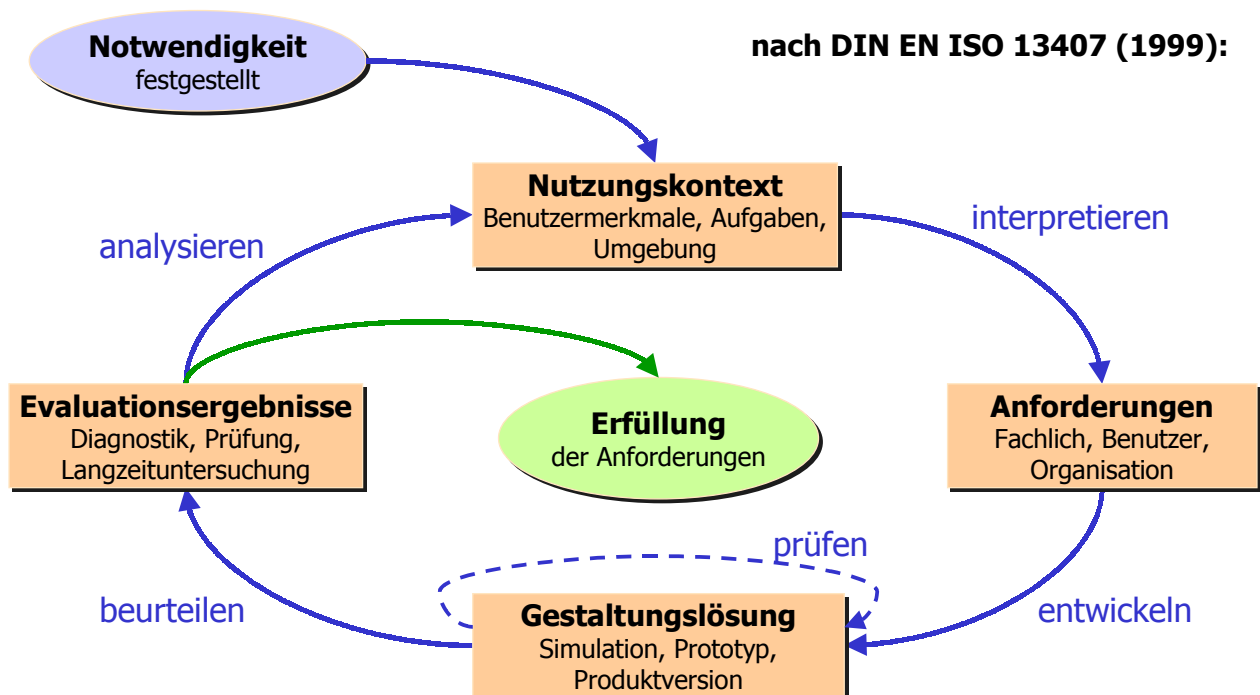 Notwendigkeit
festgestellt
nach DIN EN ISO 13407 (1999):
Nutzungskontext
Benutzermerkmale, Aufgaben,
Umgebung
analysieren
interpretieren
Evaluationsergebnisse
Diagnostik, Prüfung,
Langzeituntersuchung
Erfüllung
der Anforderungen
Anforderungen
Fachlich, Benutzer,
Organisation
prüfen
beurteilen
Gestaltungslösung
Simulation, Prototyp,
Produktversion
entwickeln